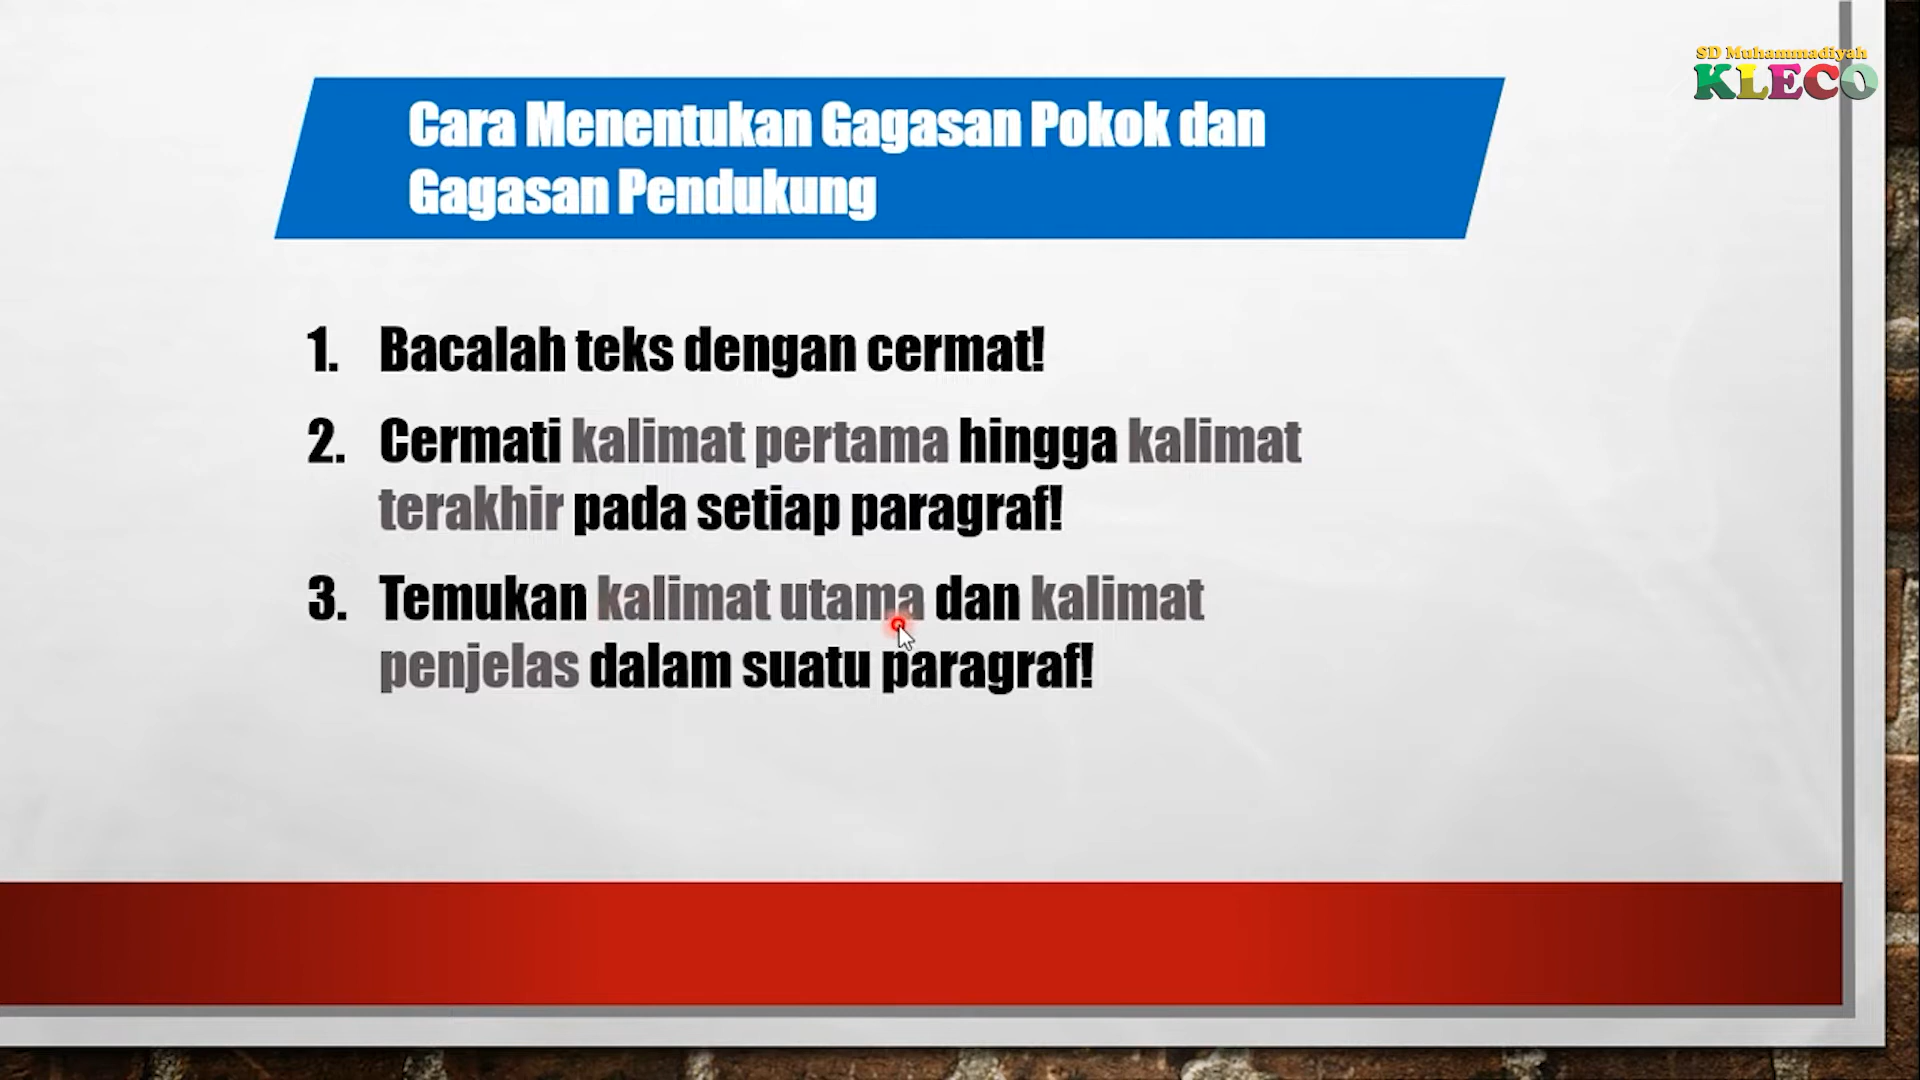 SD Muhammadiyah
KLECO
Cara Menentukan Gagasan Pokok dan
Gagasan Pendukung
1. Bacalah teks dengan cermat!
2. Cermati kalimat pertama hingga kalimat
terakhir pada setiap paragraf!
3. Temukan kalimat utama dan kalimat
penjelas dalam suatu paragraf!